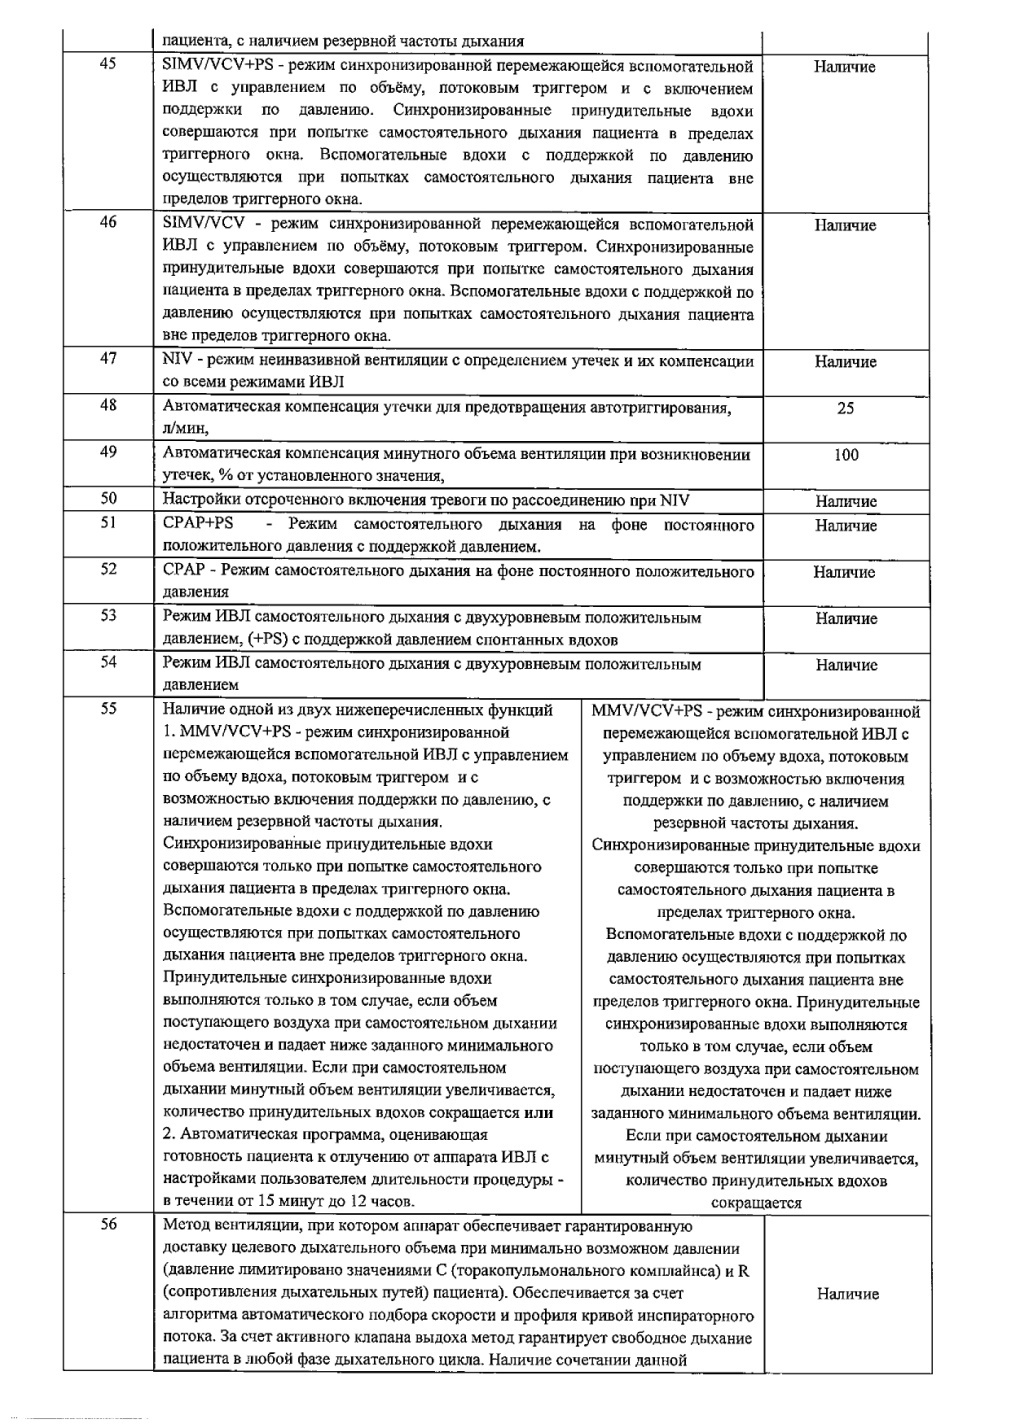 пациента, с наличием резервной частоты дыхания
45
SIMV/VCV+PS - режим синхронизированной перемежающейся вспомогательной
Наличие
ИВЛ с управлением по объёму, потоковым триггером и с включением
поддержки по давлению. Синхронизированные принудительные вдохи
совершаются при попытке самостоятельного дыхания пациента в пределах
триггерного окна. Вспомогательные вдохи с поддержкой по давлению
осуществляются при попытках самостоятельного дыхания пациента вне
пределов триггерного окна.
46
SIMV/VCV - режим синхронизированной перемежающейся вспомогательной
Наличие
ИВЛ с управлением по объёму, потоковым триггером. Синхронизированные
принудительные вдохи совершаются при попытке самостоятельного дыхания
пациента в пределах триггерного окна. Вспомогательные вдохи с поддержкой по
давлению осуществляются при попытках самостоятельного дыхания пациента
вне пределов триггерного окна.
47
NIV - режим неинвазивной вентиляции с определением утечек и их компенсации
Наличие
со всеми режимами ИВЛ
48
Автоматическая компенсация утечки для предотвращения автотриггирования,
25
л/мин,
49
Автоматическая компенсация минутного объема вентиляции при возникновении
100
утечек, % от установленного значения,
50
Настройки отсроченного включения тревоги по рассоединению при NIV
Наличие
51
CPAP+PS - Режим самостоятельного дыхания на фоне постоянного
Наличие
положительного давления с поддержкой давлением.
52
CPAP - Режим самостоятельного дыхания на фоне постоянного положительного
Наличие
давления
53
Режим ИВЛ самостоятельного дыхания с двухуровневым положительным
Наличие
давлением, (+PS) с поддержкой давлением спонтанных вдохов
54
Режим ИВЛ самостоятельного дыхания с двухуровневым положительным
Наличие
давлением
55
Наличие одной из двух нижеперечисленных функций
1. MMV/VCV+PS - режим синхронизированной
перемежающейся вспомогательной ИВЛ с управлением
по объему вдоха, потоковым триггером и с
возможностью включения поддержки по давлению, с
наличием резервной частоты дыхания.
Синхронизированные принудительные вдохи
совершаются только при попытке самостоятельного
дыхания пациента в пределах триггерного окна.
Вспомогательные вдохи с поддержкой по давлению
осуществляются при попытках самостоятельного
дыхания пациента вне пределов триггерного окна.
Принудительные синхронизированные вдохи
выполняются только в том случае, если объем
поступающего воздуха при самостоятельном дыхании
недостаточен и падает ниже заданного минимального
объема вентиляции. Если при самостоятельном
дыхании минутный объем вентиляции увеличивается,
количество принудительных вдохов сокращается или
2. Автоматическая программа, оценивающая
готовность пациента к отлучению от аппарата ИВЛ с
настройками пользователем длительности процедуры -
в течении от 15 минут до 12 часов.
MMV/VCV+PS - режим синхронизированной
перемежающейся вспомогательной ИВЛ с
управлением по объему вдоха, потоковым
триггером и с возможностью включения
поддержки по давлению, с наличием
резервной частоты дыхания.
Синхронизированные принудительные вдохи
совершаются только при попытке
самостоятельного дыхания пациента в
пределах триггерного окна.
Вспомогательные вдохи с поддержкой по
давлению осуществляются при попытках
самостоятельного дыхания пациента вне
пределов триггерного окна. Принудительные
синхронизированные вдохи выполняются
только в том случае, если объем
поступающего воздуха при самостоятельном
дыхании недостаточен и падает ниже
заданного минимального объема вентиляции.
Если при самостоятельном дыхании
минутный объем вентиляции увеличивается,
количество принудительных вдохов
сокращается
56
Метод вентиляции, при котором аппарат обеспечивает гарантированную
доставку целевого дыхательного объема при минимально возможном давлении
(давление лимитировано значениями C (торакопульмонального комплайнса) и R
(сопротивления дыхательных путей) пациента). Обеспечивается за счет
Наличие
алгоритма автоматического подбора скорости и профиля кривой инспираторного
потока. За счет активного клапана выдоха метод гарантирует свободное дыхание
пациента в любой фазе дыхательного цикла. Наличие сочетании данной